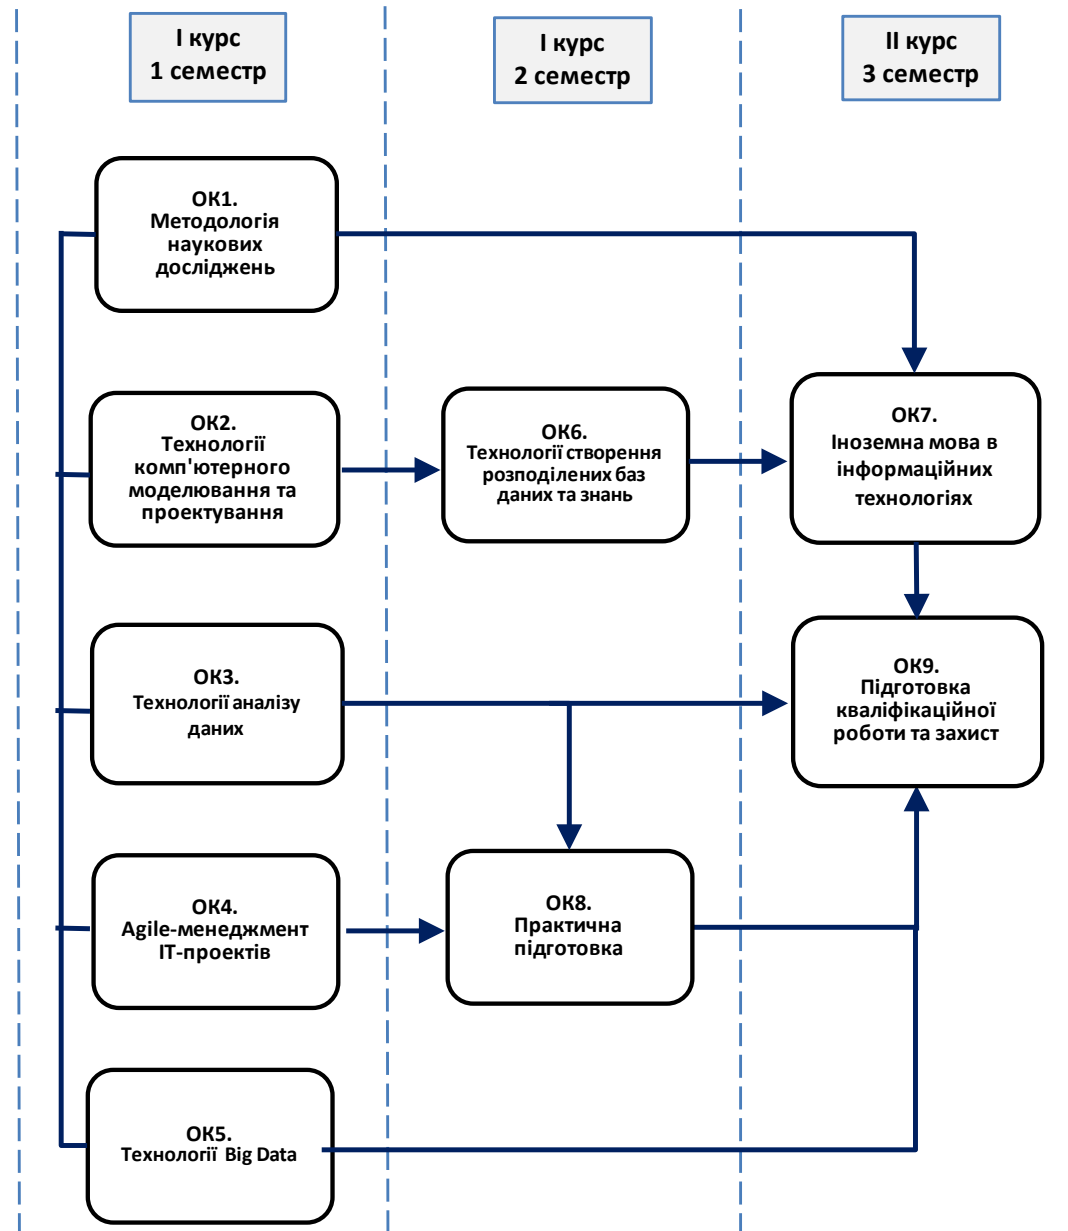 І курс
1 семестр
І курс
2 семестр
ІІ курс
3 семестр
ОК1.
Методологія
наукових
досліджень
ОК2.
Технології
комп'ютерного
моделювання та
проектування
ОК6.
Технології створення
розподілених баз
даних та знань
ОК7.
Іноземна мова в
інформаційних
технологіях
ОК3.
Технології аналізу
даних
ОК9.
Підготовка
кваліфікаційної
роботи та захист
ОК4.
Agile-менеджмент
ІТ-проектів
ОК8.
Практична
підготовка
ОК5.
Технології Big Data